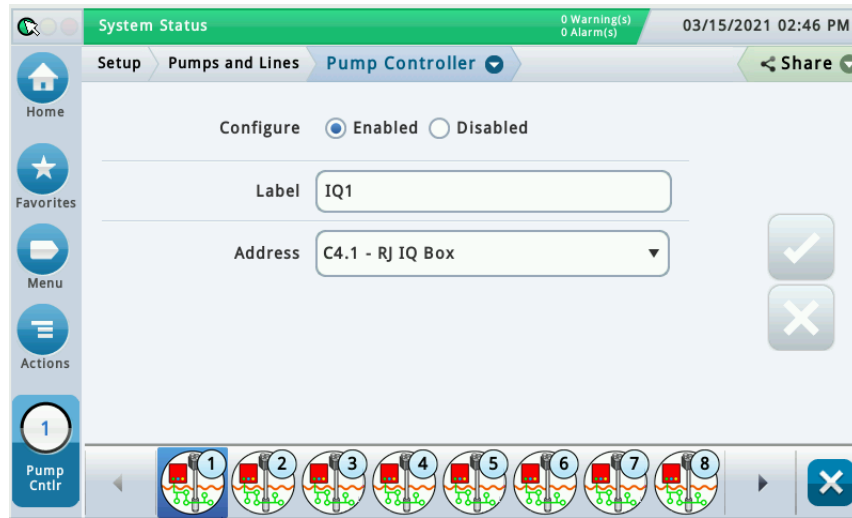 System Status
0 Warning(s)
0 Alarm(s)
03/15/2021 02:46 PM
Setup Pumps and Lines Pump Controller Share
Home
Favorites
Menu
Actions
1
Pump
Cntlr
Configure Enabled Disabled
Label IQ1
Address C4.1 - RJ IQ Box
1 2 3 4 5 6 7 8